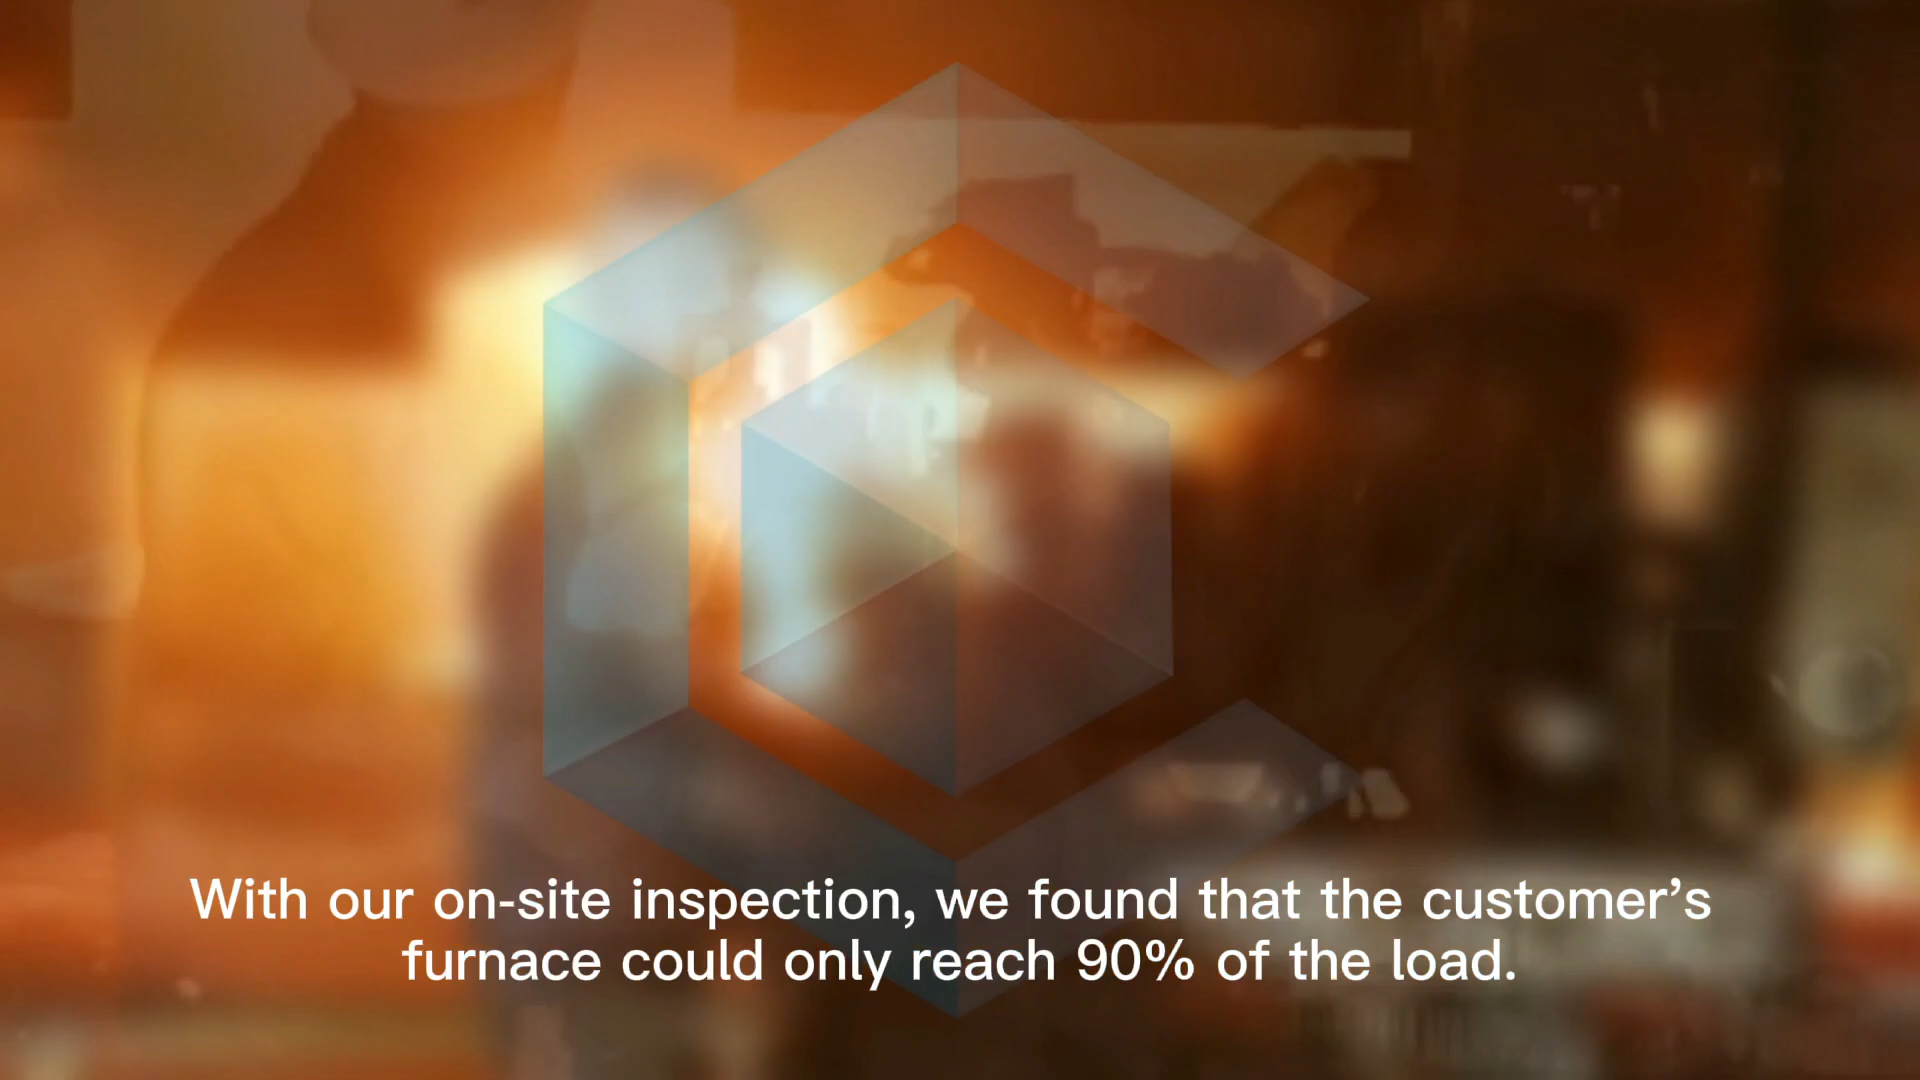 With our on-site inspection, we found that the customer’s
furnace could only reach 90% of the load.